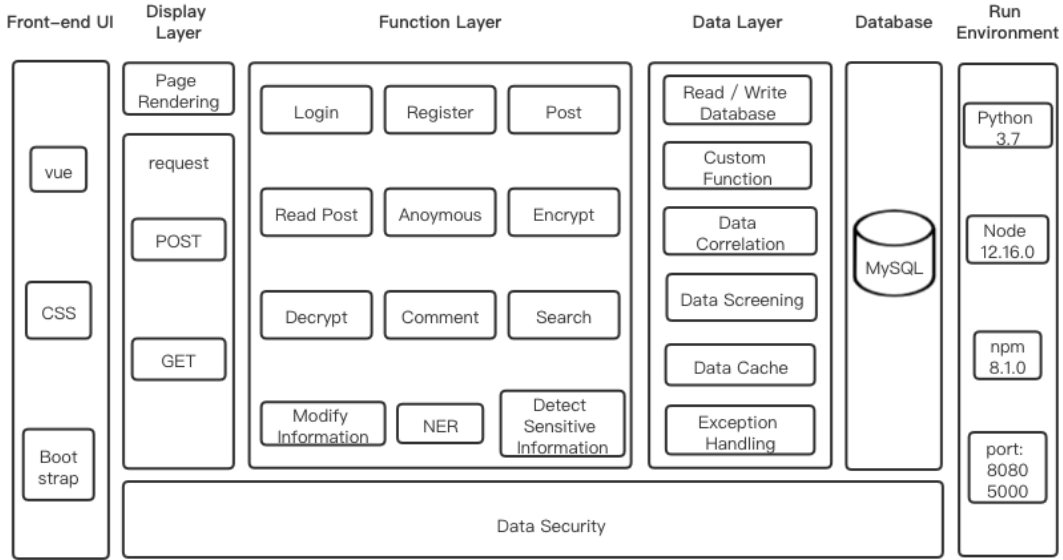 Front-end UI
Display
Layer
Function Layer
Data Layer
Database
Run
Environment
vue
CSS
Boot
strap
Page
Rendering
request
POST
GET
Login
Register
Post
Read Post
Anoymous
Encrypt
Decrypt
Comment
Search
Modify
Information
NER
Detect
Sensitive
Information
Read / Write
Database
Custom
Function
Data
Correlation
Data Screening
Data Cache
Exception
Handling
MySQL
Python
3.7
Node
12.16.0
npm
8.1.0
port:
8080
5000
Data Security